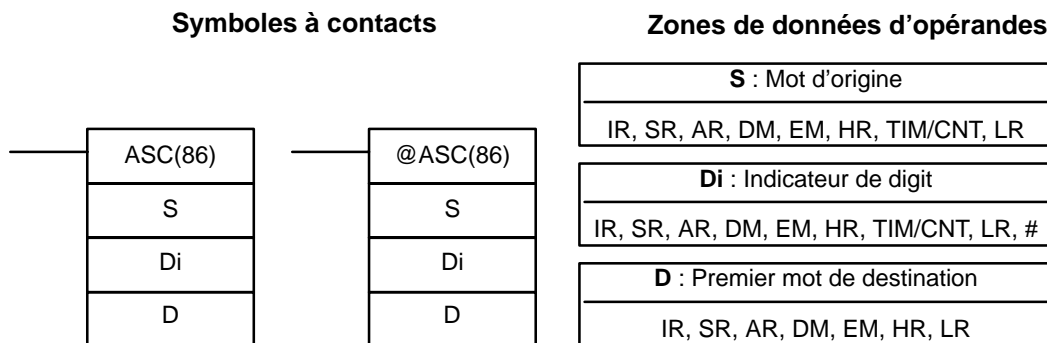 Symboles à contacts
ASC(86)
S
Di
D
@ASC(86)
S
Di
D
Zones de données d’opérandes
S : Mot d’origine
IR, SR, AR, DM, EM, HR, TIM/CNT, LR
Di : Indicateur de digit
IR, SR, AR, DM, EM, HR, TIM/CNT, LR, #
D : Premier mot de destination
IR, SR, AR, DM, EM, HR, LR